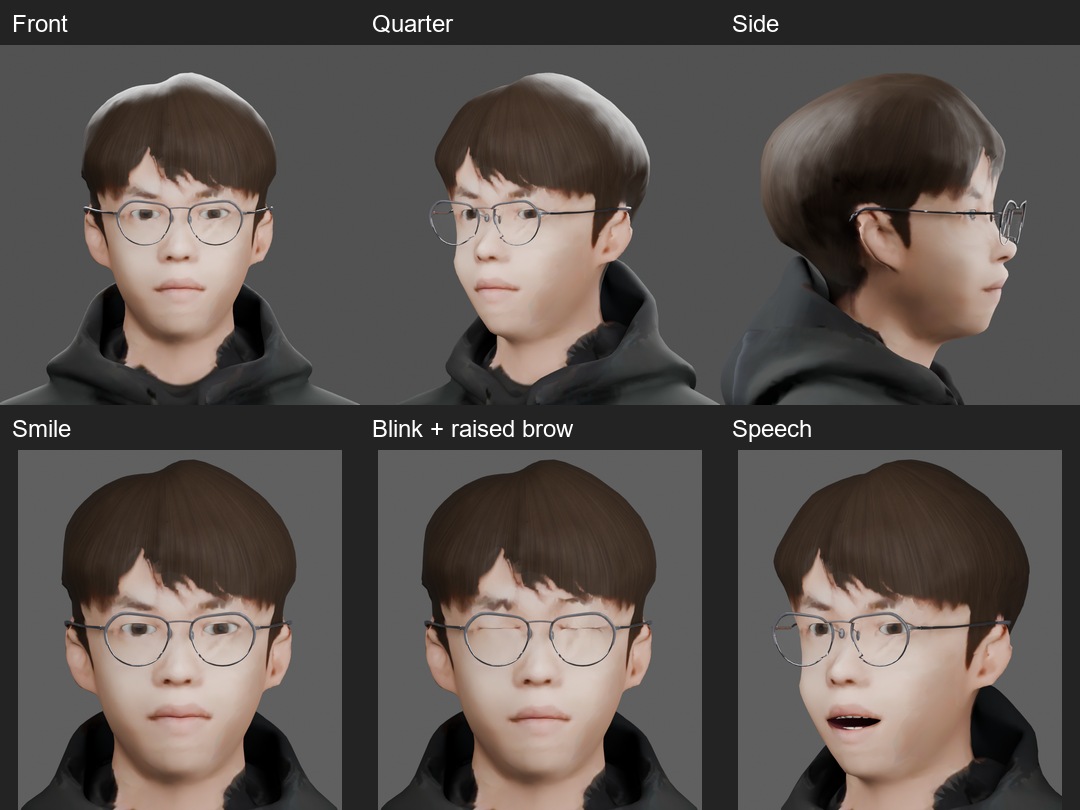 Front
Quarter
Side
Smile
Blink + raised brow
Speech